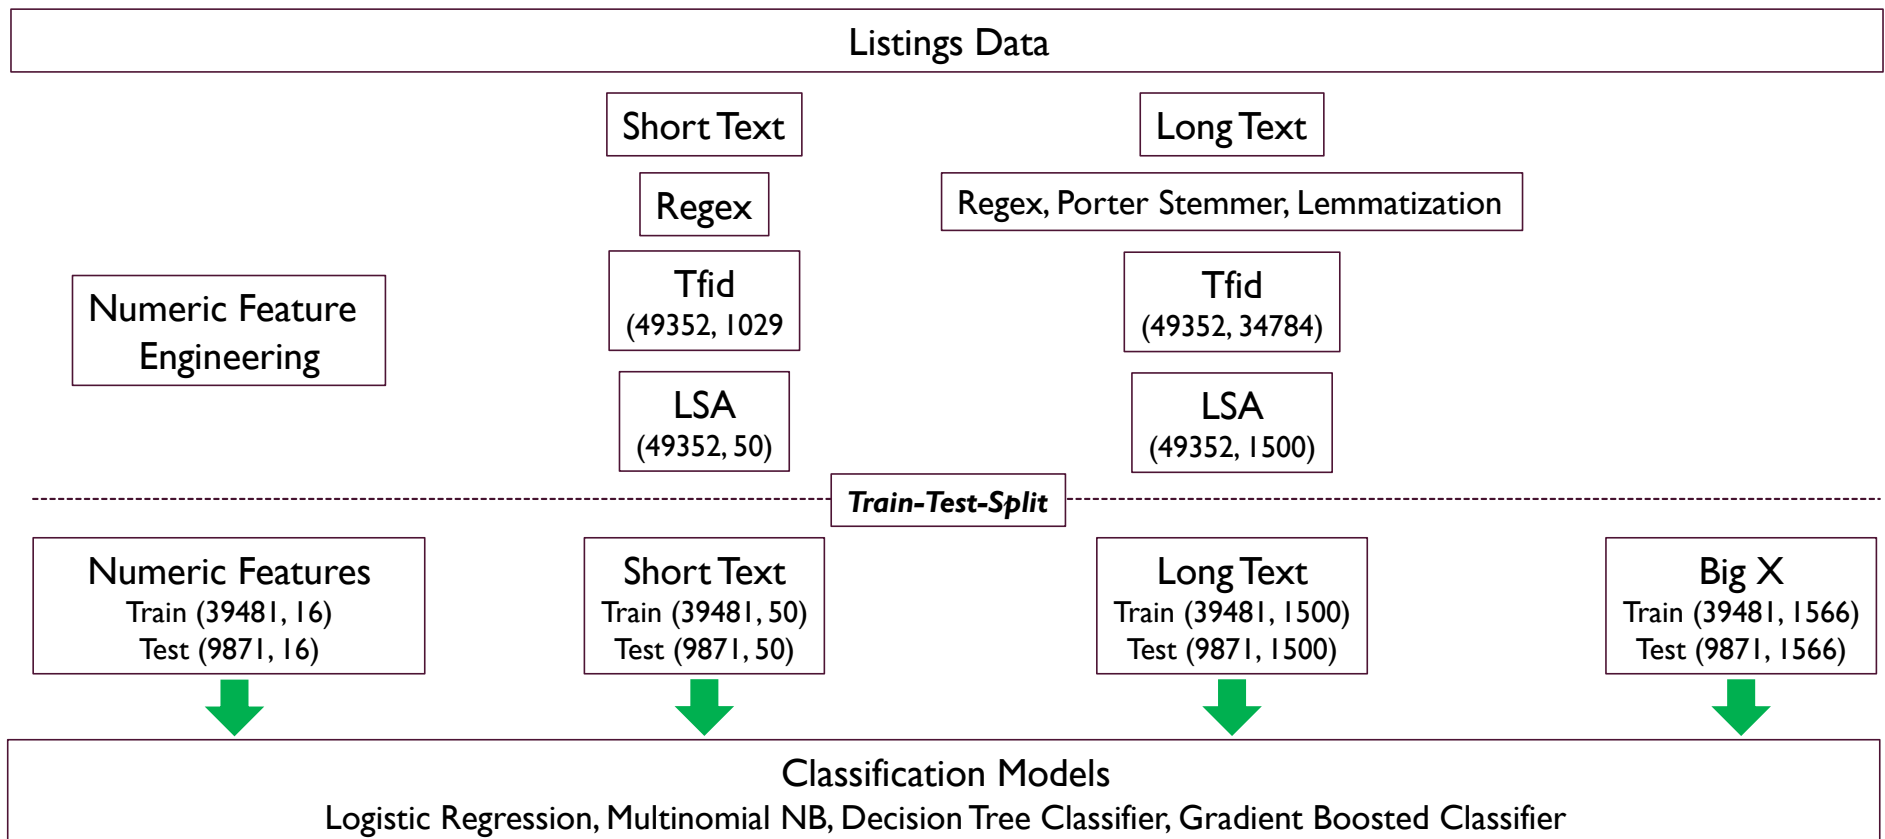 Listings Data
Short Text
Long Text
Regex
Regex, Porter Stemmer, Lemmatization
Numeric Feature
Engineering
Tfid
(49352, 1029
Tfid
(49352, 34784)
LSA
(49352, 50)
LSA
(49352, 1500)
Train-Test-Split
Numeric Features
Train (39481, 16)
Test (9871, 16)
Short Text
Train (39481, 50)
Test (9871, 50)
Long Text
Train (39481, 1500)
Test (9871, 1500)
Big X
Train (39481, 1566)
Test (9871, 1566)
Classification Models
Logistic Regression, Multinomial NB, Decision Tree Classifier, Gradient Boosted Classifier